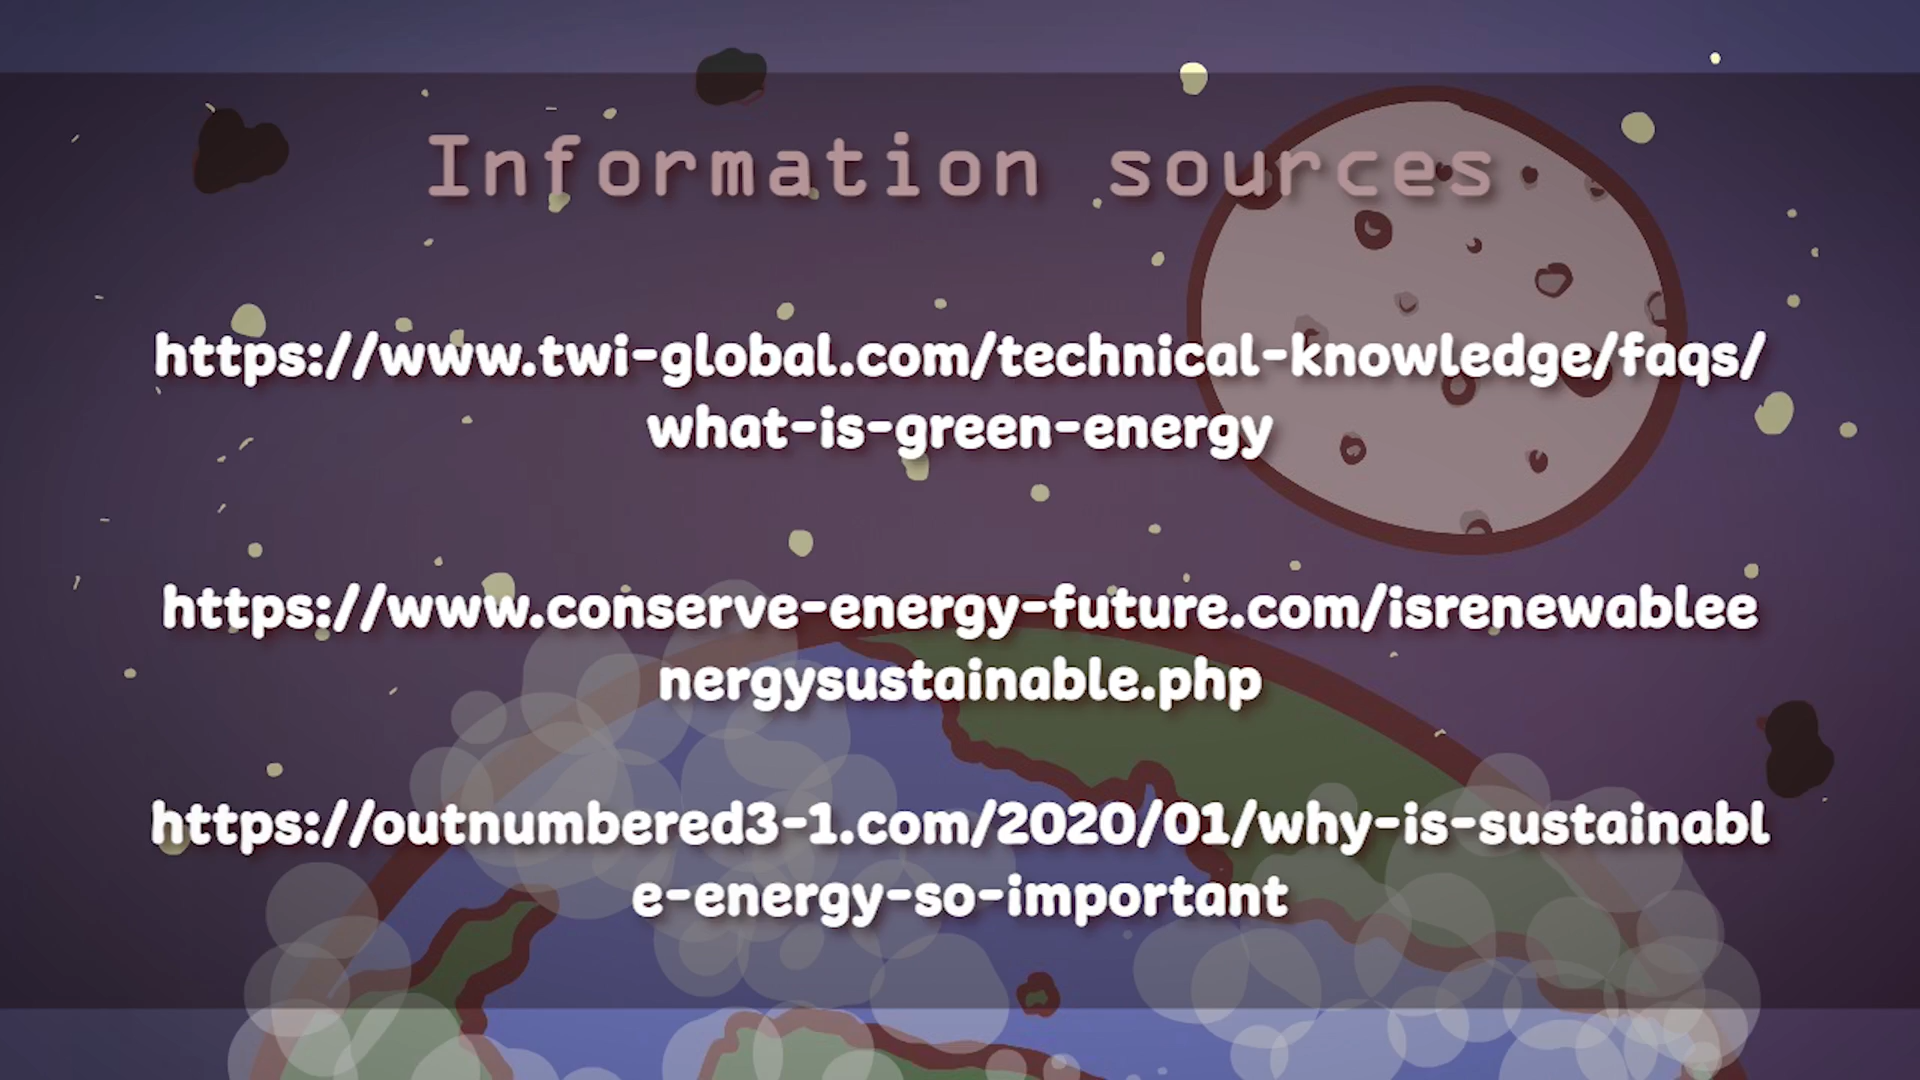 Information sources
https://www.twi-global.com/technical-knowledge/faqs/
what-is-green-energy
https://www.conserve-energy-future.com/isrenewablee
nergysustainable.php
https://outnumbered3-1.com/2020/01/why-is-sustainabl
e-energy-so-important